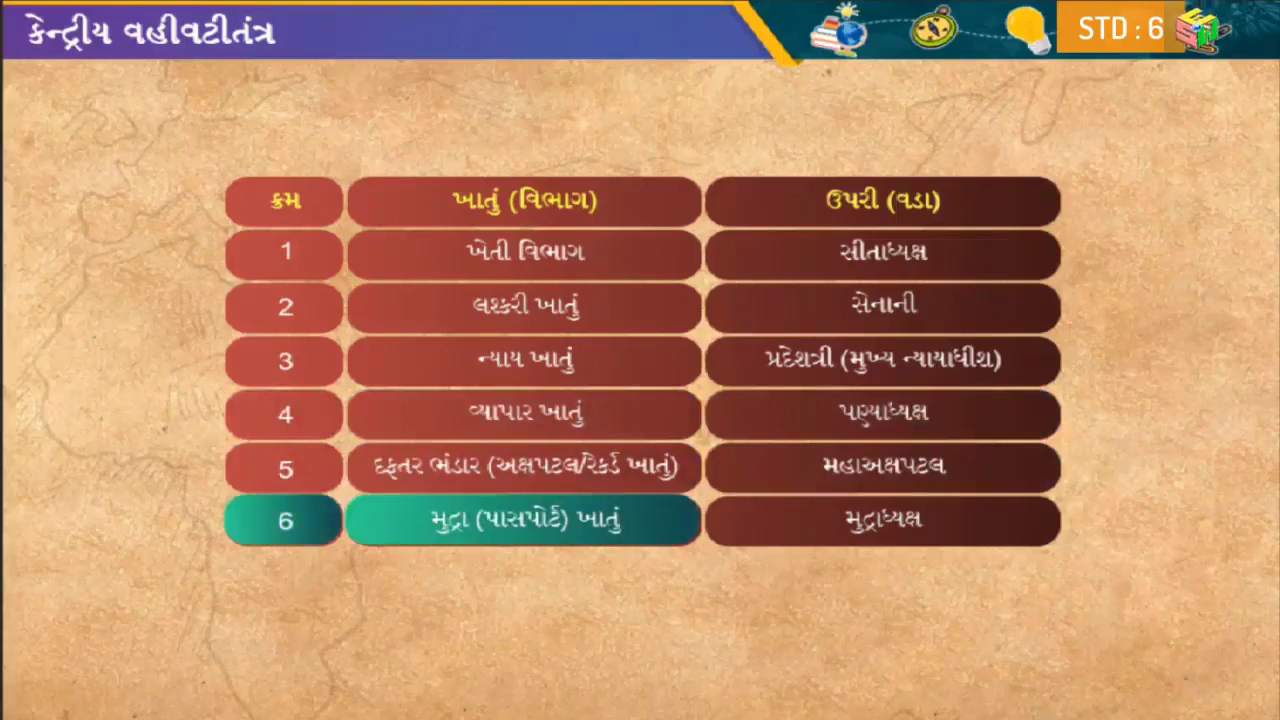 કેન્દ્રીય વહીવટીતંત્ર
STD : 6
ક્રમ ખાતું (વિભાગ) ઉપરી (વડા)
1 ખેતી વિભાગ સીતાધ્યક્ષ
2 લશ્કરી ખાતું સેનાની
3 ન્યાય ખાતું પ્રદેશત્રી (મુખ્ય ન્યાયાધીશ)
4 વ્યાપાર ખાતું પણ્યાધ્યક્ષ
5 દફતર ભંડાર (અક્ષપટલ/રેકર્ડ ખાતું) મહાઅક્ષપટલ
6 મુદ્રા (પાસપોર્ટ) ખાતું મુદ્રાધ્યક્ષ